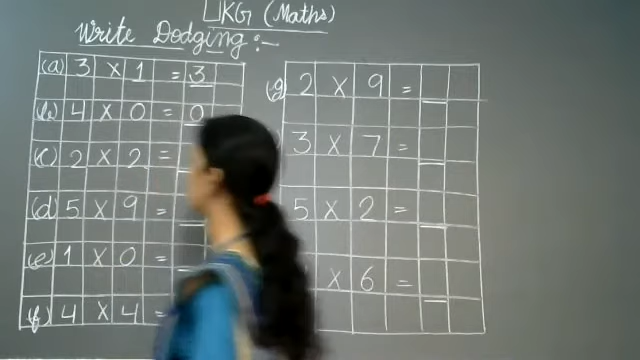 UKG (Maths)
Write Dodging :-
(a) 3 x 1 = 3
(b) 4 x 0 = 0
(c) 2 x 2 =
(d) 5 x 9 =
(e) 1 x 0 =
(f) 4 x 4 =
(g) 2 x 9 =
3 x 7 =
5 x 2 =
x 6 =